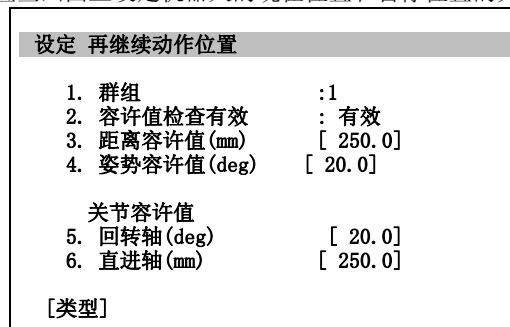 设定 再继续动作位置
1. 群组 :1
2. 容许值检查有效 : 有效
3. 距离容许值(mm) [ 250.0]
4. 姿势容许值(deg) [ 20.0]
关节容许值
5. 回转轴(deg) [ 20.0]
6. 直进轴(mm) [ 250.0]
[类型]